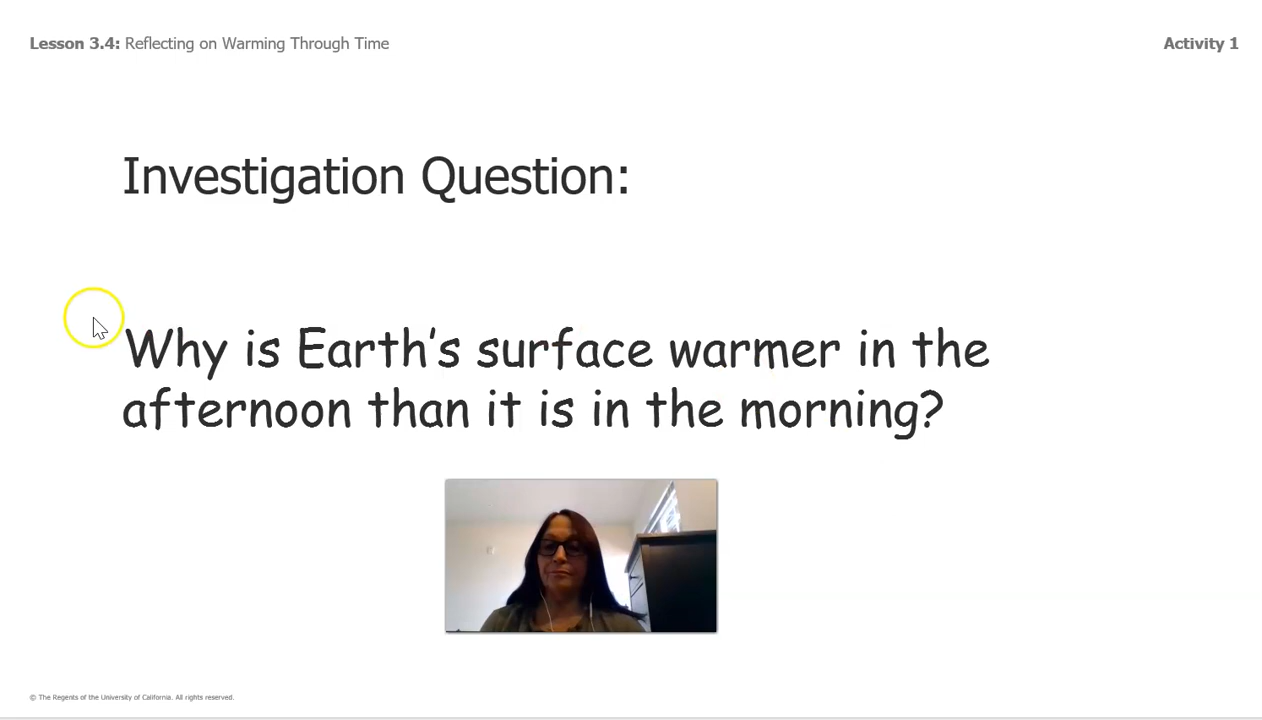 Lesson 3.4: Reflecting on Warming Through Time
Activity 1
Investigation Question:
Why is Earth’s surface warmer in the
afternoon than it is in the morning?
© The Regents of the University of California. All rights reserved.